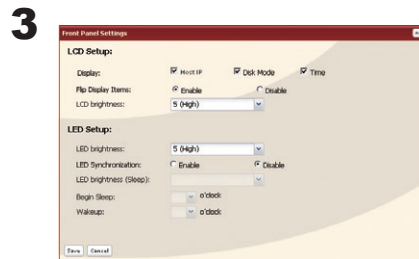 3
Front Panel Settings
LCD Setup:
Display: Host IP Disk Mode Time
Flip Display Items: Enable Disable
LCD brightness: 5 (High)
LED Setup:
LED brightness: 5 (High)
LED Synchronization: Enable Disable
LED brightness (Sleep):
Begin Sleep: o'clock
Wakeup: o'clock
Save Cancel